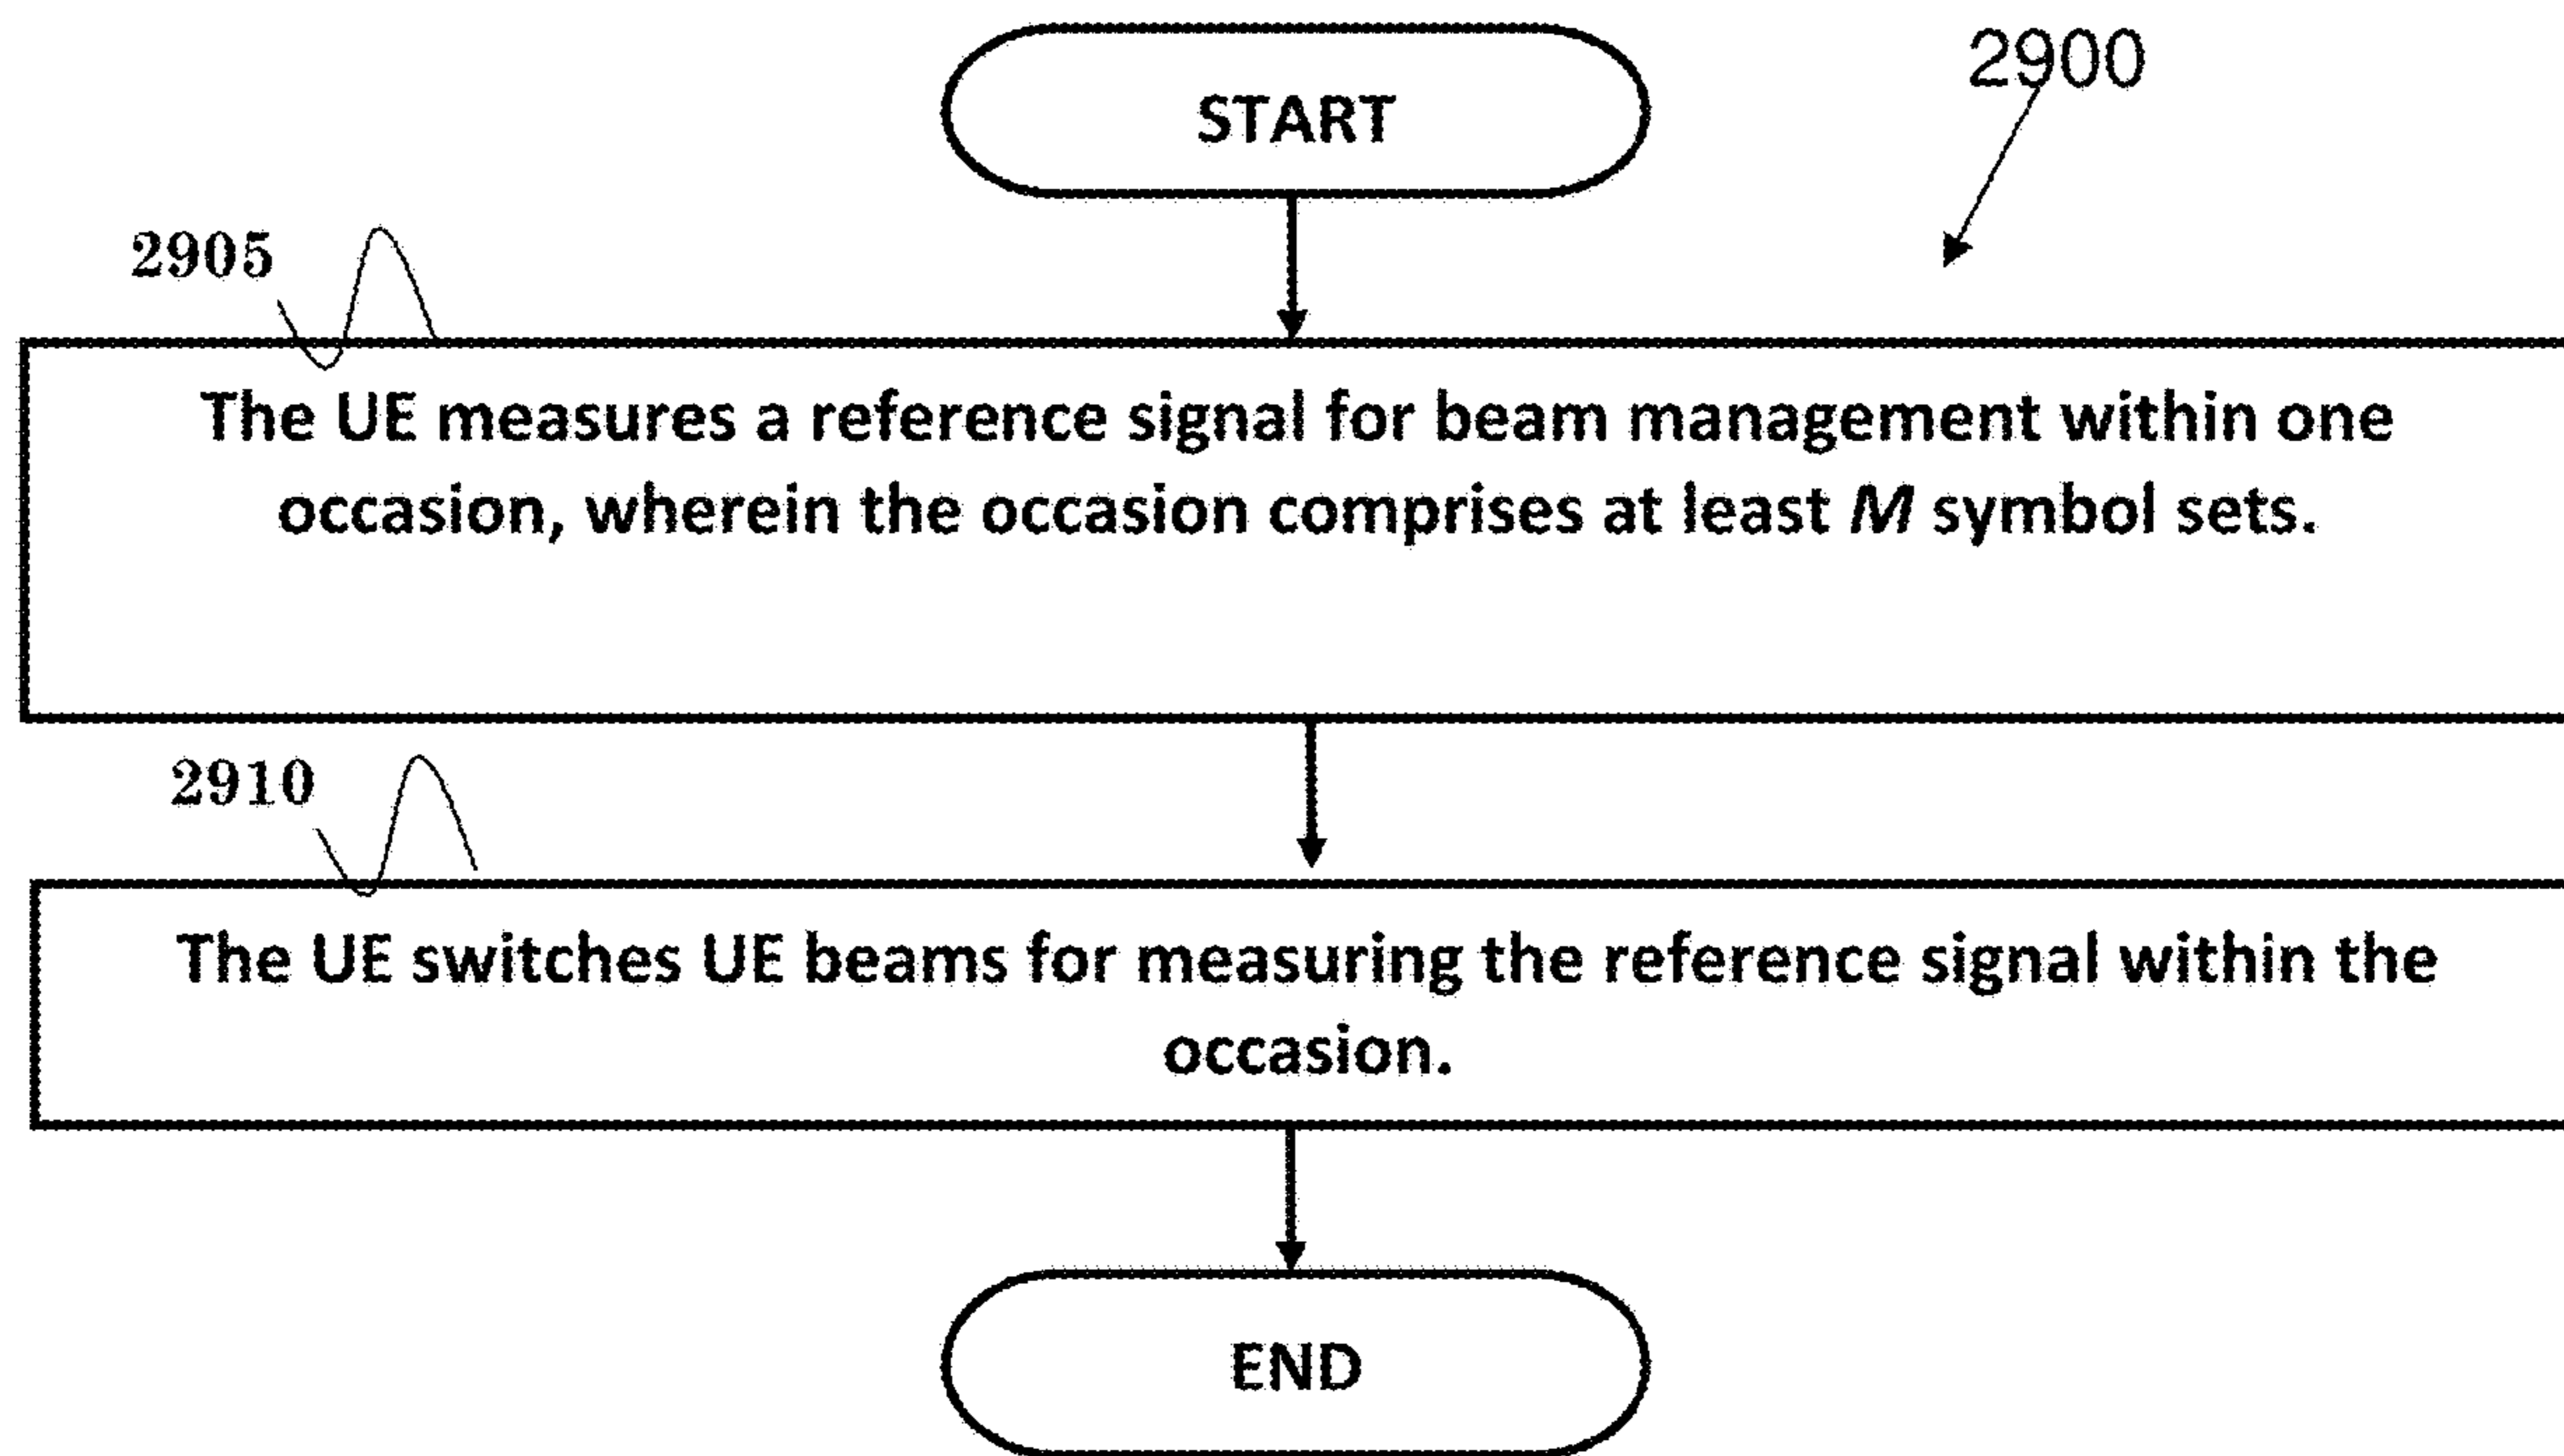 START
2900
2905
The UE measures a reference signal for beam management within one
occasion, wherein the occasion comprises at least M symbol sets.
2910
The UE switches UE beams for measuring the reference signal within the
occasion.
END